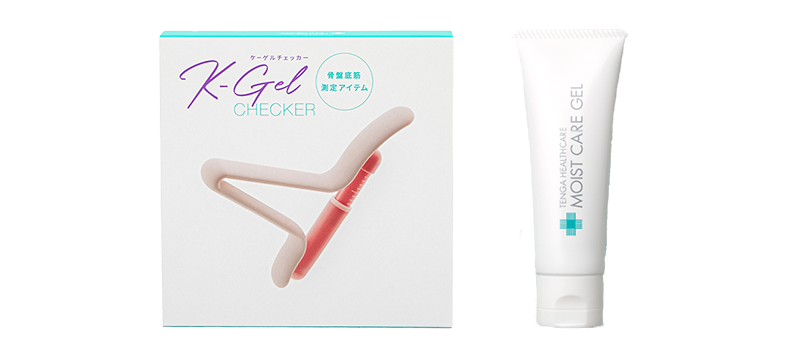 ケーゲルチェッカー
K-Gel
CHECKER
骨盤底筋
測定アイテム
TENGA HEALTHCARE
MOIST CARE GEL